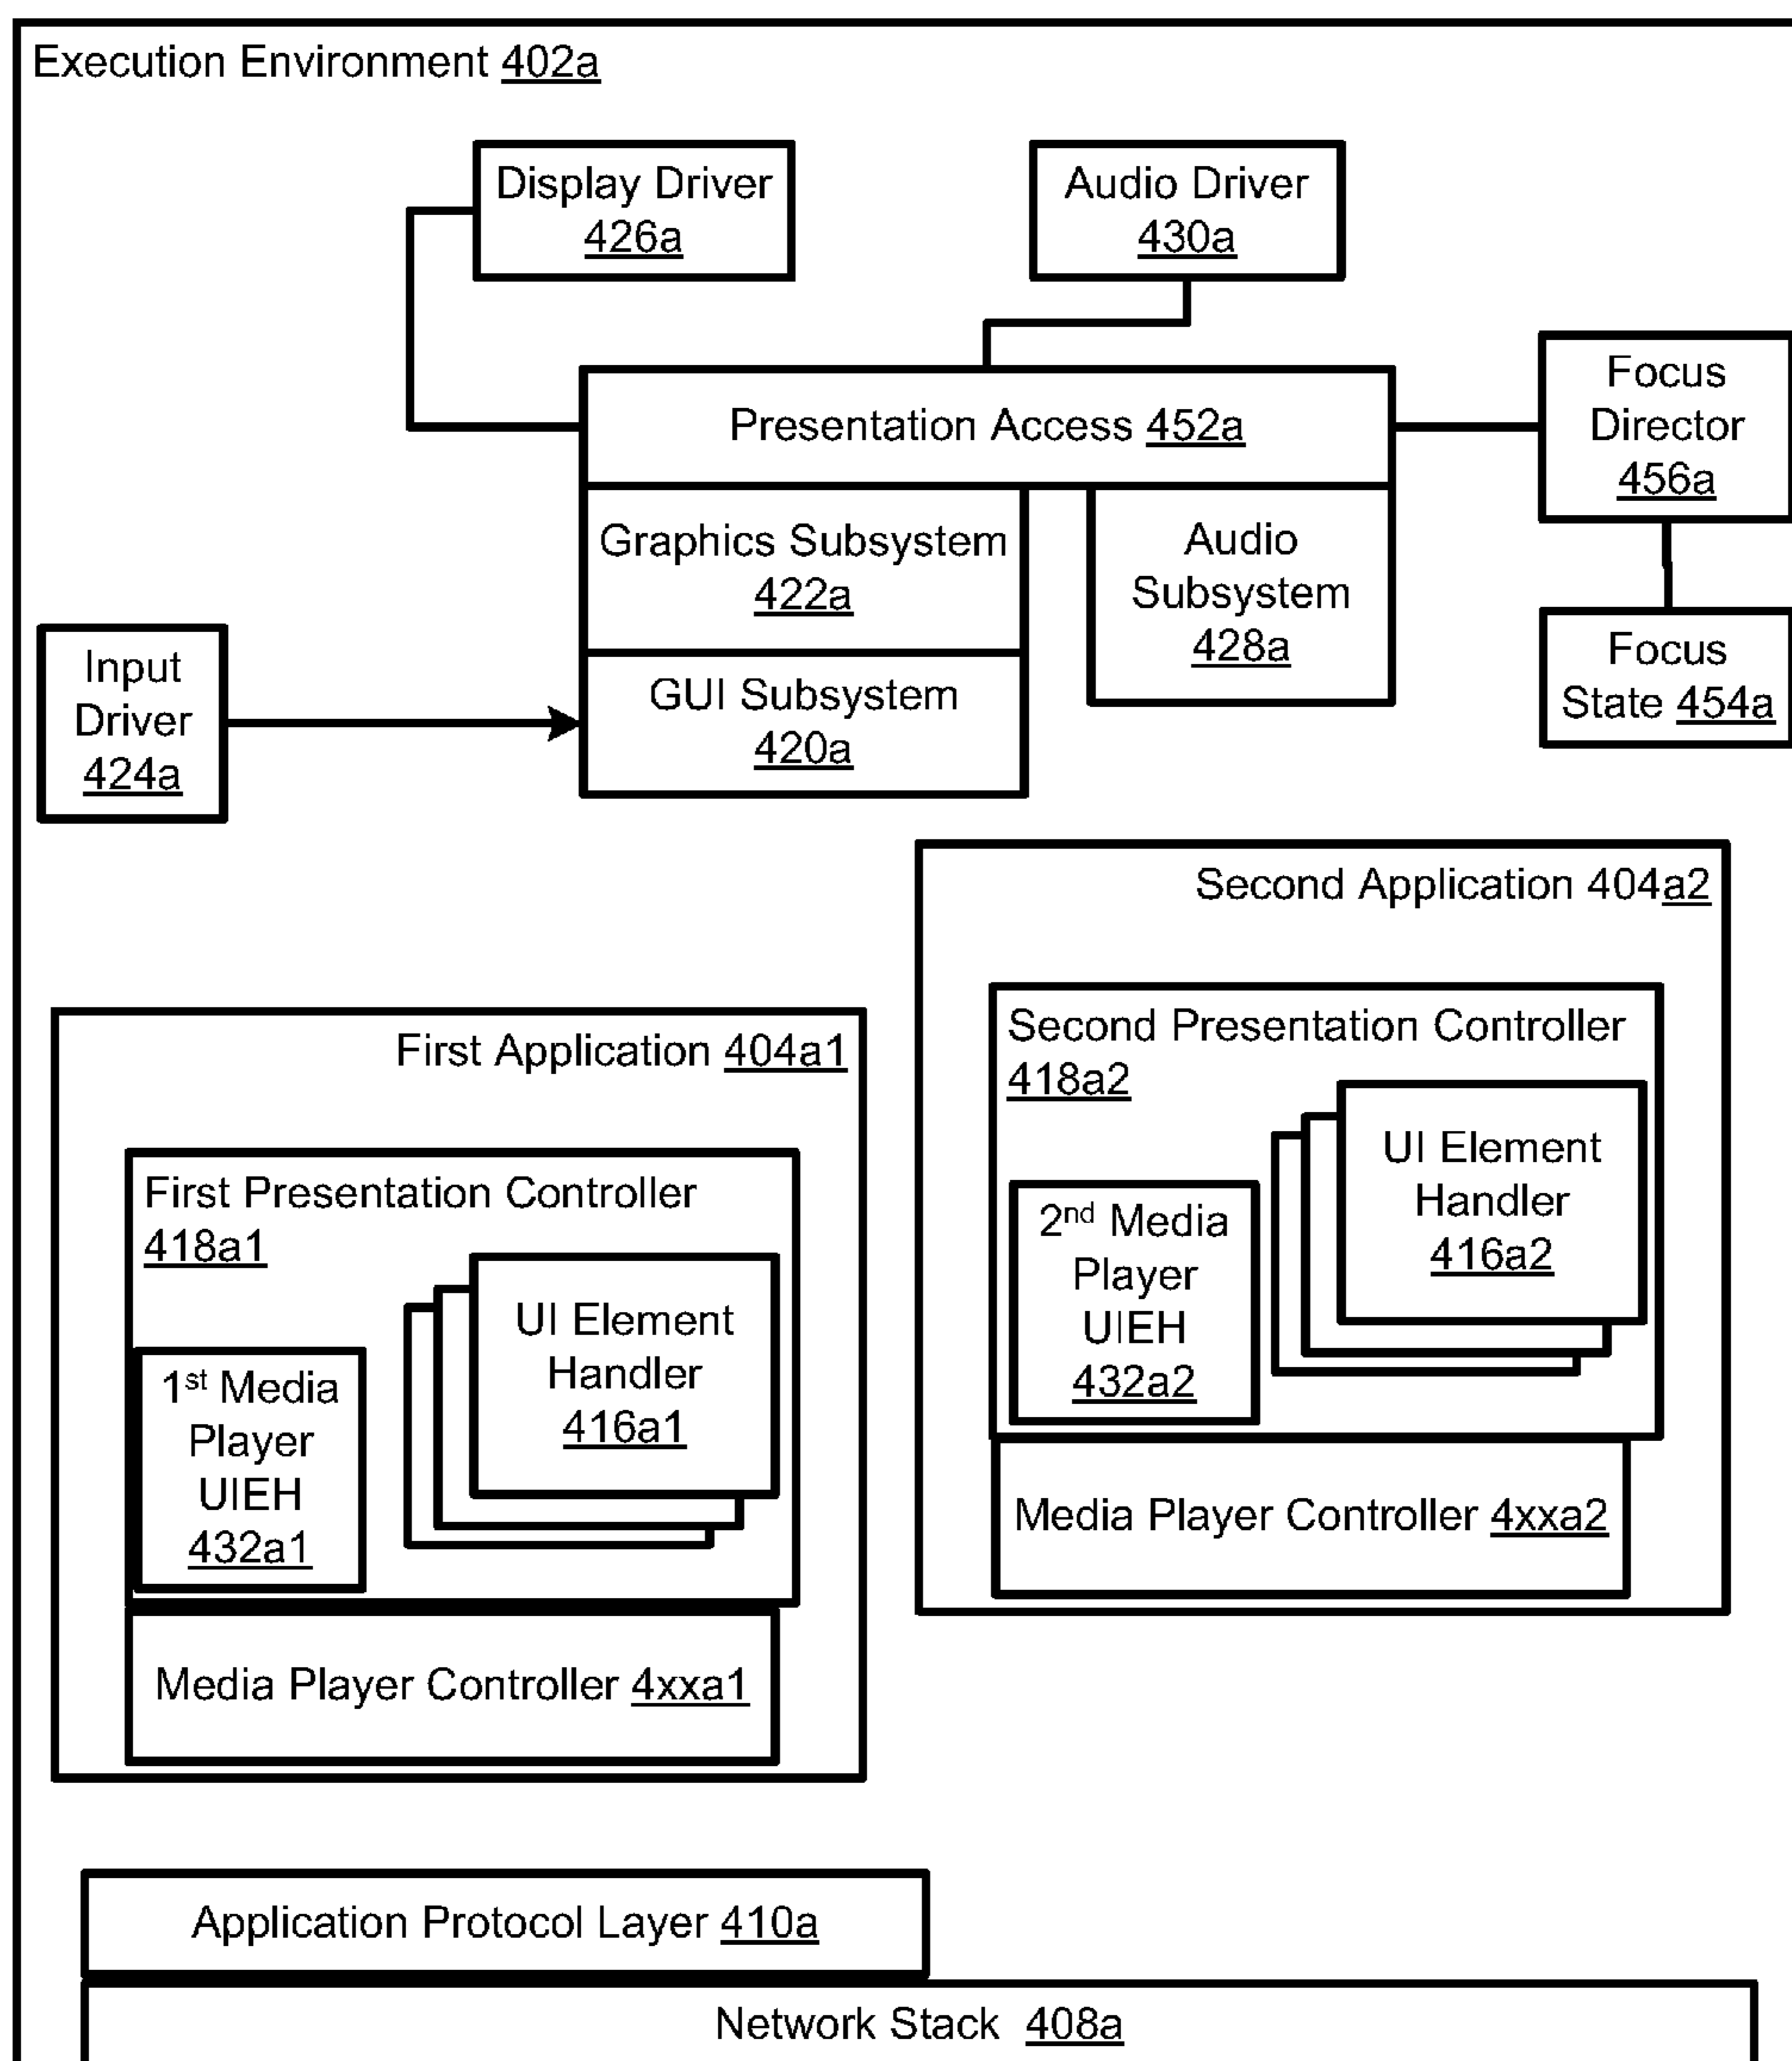 Execution Environment 402a
Display Driver
426a
Audio Driver
430a
Presentation Access 452a
Focus
Director
456a
Graphics Subsystem
422a
Audio
Subsystem
428a
Input
Driver
424a
GUI Subsystem
420a
Focus
State 454a
Second Application 404a2
Second Presentation Controller
418a2
UI Element
Handler
416a2
2nd Media
Player
UIEH
432a2
Media Player Controller 4xxa2
First Application 404a1
First Presentation Controller
418a1
UI Element
Handler
416a1
1st Media
Player
UIEH
432a1
Media Player Controller 4xxa1
Application Protocol Layer 410a
Network Stack 408a